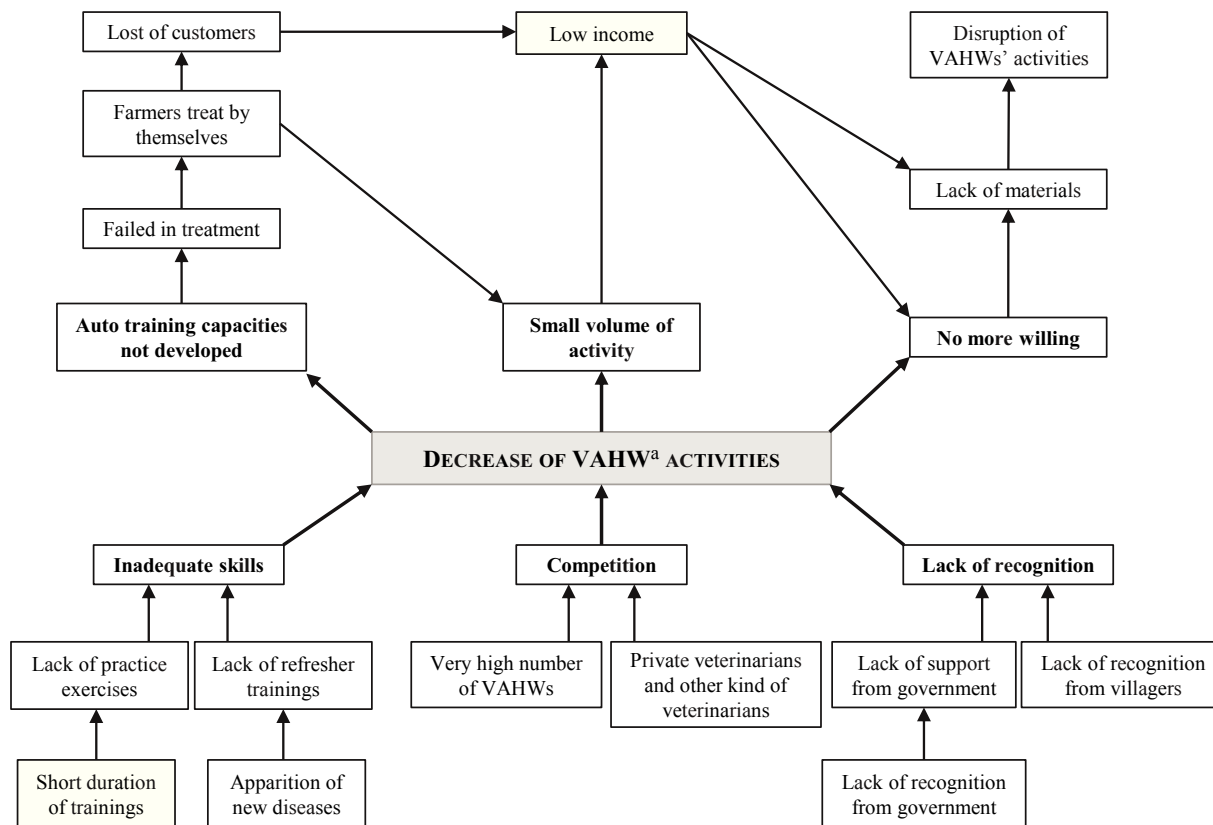 Lost of customers
Low income
Disruption of
VAHWs’ activities
Farmers treat by
themselves
Lack of materials
Failed in treatment
Auto training capacities
not developed
Small volume of
activity
No more willing
DECREASE OF VAHWᵃ ACTIVITIES
Inadequate skills
Competition
Lack of recognition
Lack of practice
exercises
Lack of refresher
trainings
Very high number
of VAHWs
Private veterinarians
and other kind of
veterinarians
Lack of support
from government
Lack of recognition
from villagers
Short duration
of trainings
Apparition of
new diseases
Lack of recognition
from government